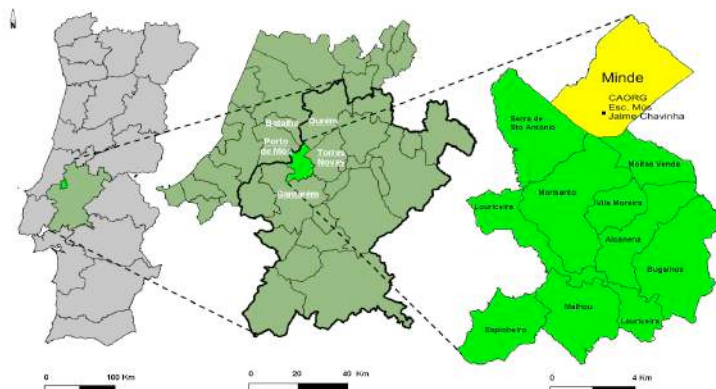 N
Batalha
Ourém
Porto
de Mós
Torres
Novas
Santarém
Minde
CAORG
Esc. Mús
Jaime Chavinha
Serra de
Sto Antonio
Moitas Venda
Monsanto
Louriceira
Vila Moreira
Alcanena
Bugalhos
Malhou
Espinheiro
Louriceira
0 100 Km
0 20 40 Km
0 4 Km